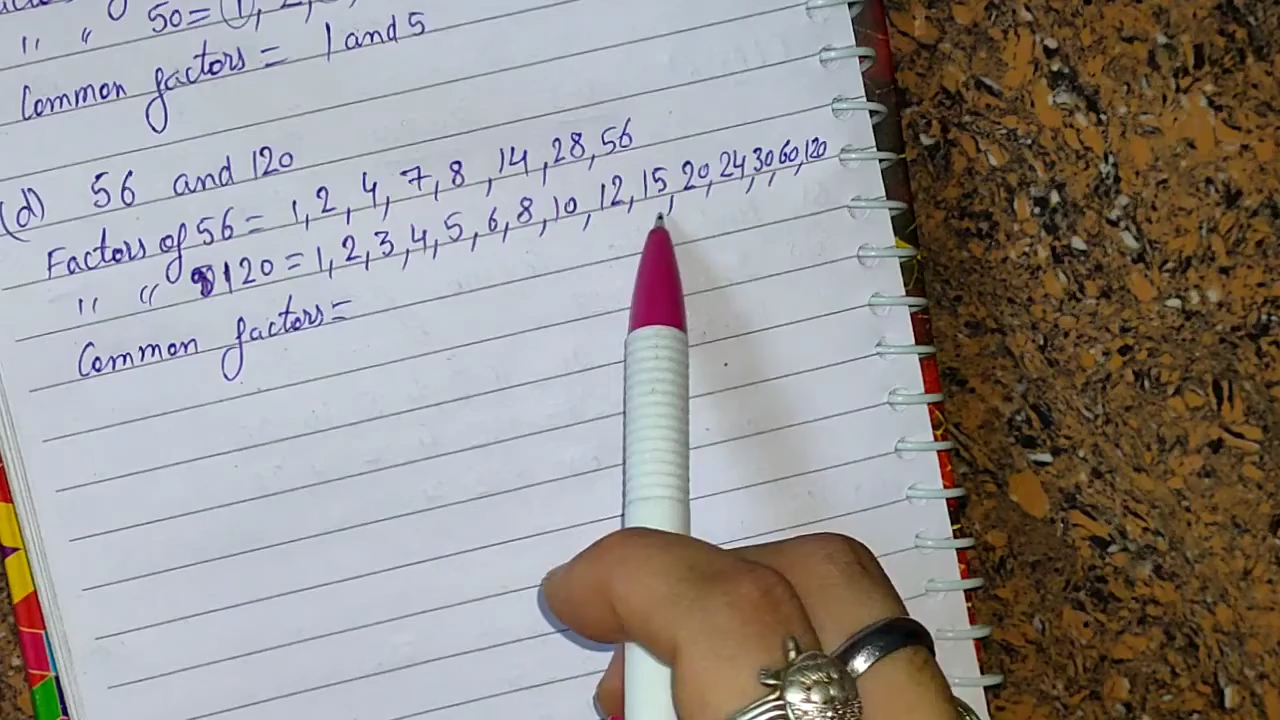 " " 50 = 1,
Common factors = 1 and 5
(d) 56 and 120
Factors of 56 = 1, 2, 4, 7, 8, 14, 28, 56
" " 120 = 1, 2, 3, 4, 5, 6, 8, 10, 12, 15, 20, 24, 30, 60, 120
Common factors =